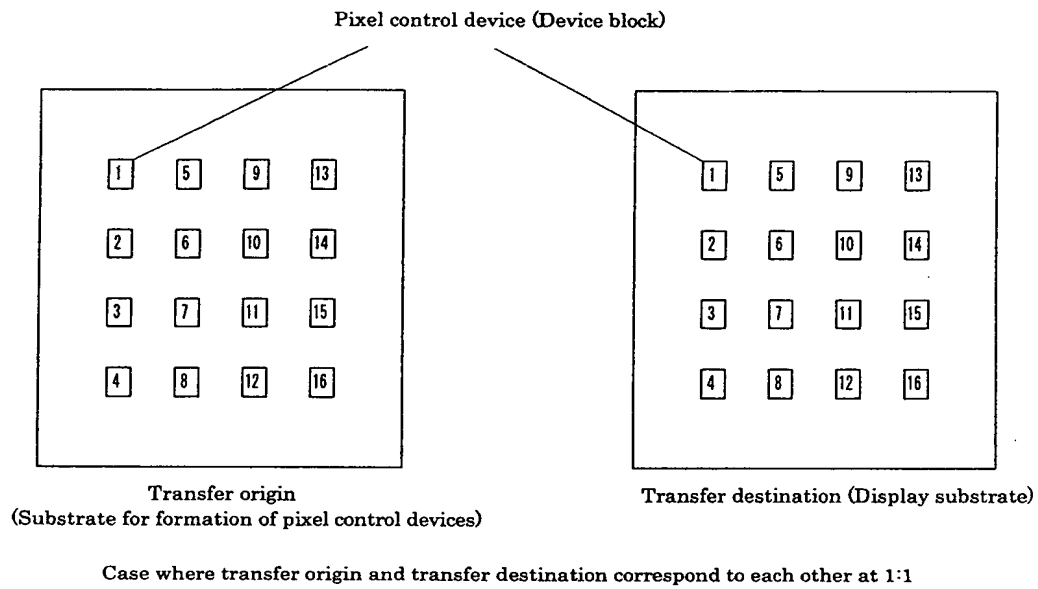 Pixel control device (Device block)
1 5 9 13
2 6 10 14
3 7 11 15
4 8 12 16
1 5 9 13
2 6 10 14
3 7 11 15
4 8 12 16
Transfer origin
(Substrate for formation of pixel control devices)
Transfer destination (Display substrate)
Case where transfer origin and transfer destination correspond to each other at 1:1